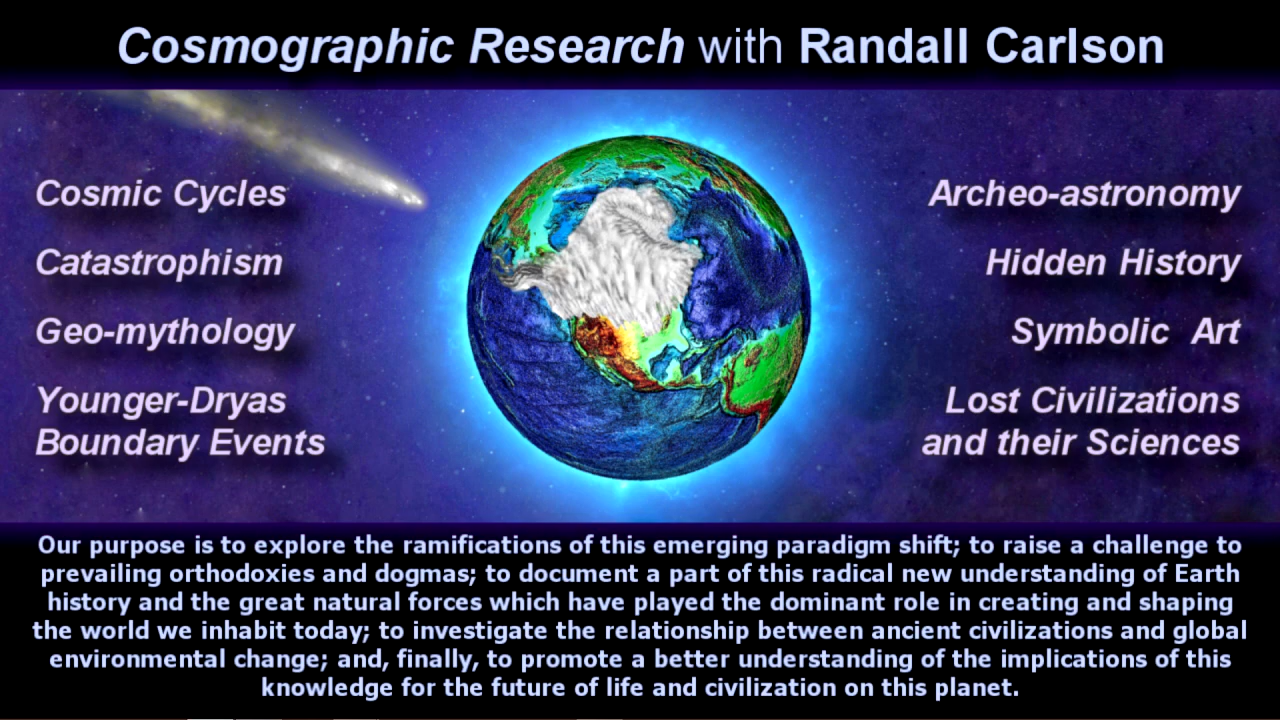 Cosmographic Research with Randall Carlson
Cosmic Cycles
Catastrophism
Geo-mythology
Younger-Dryas
Boundary Events
Archeo-astronomy
Hidden History
Symbolic Art
Lost Civilizations
and their Sciences
Our purpose is to explore the ramifications of this emerging paradigm shift; to raise a challenge to
prevailing orthodoxies and dogmas; to document a part of this radical new understanding of Earth
history and the great natural forces which have played the dominant role in creating and shaping
the world we inhabit today; to investigate the relationship between ancient civilizations and global
environmental change; and, finally, to promote a better understanding of the implications of this
knowledge for the future of life and civilization on this planet.